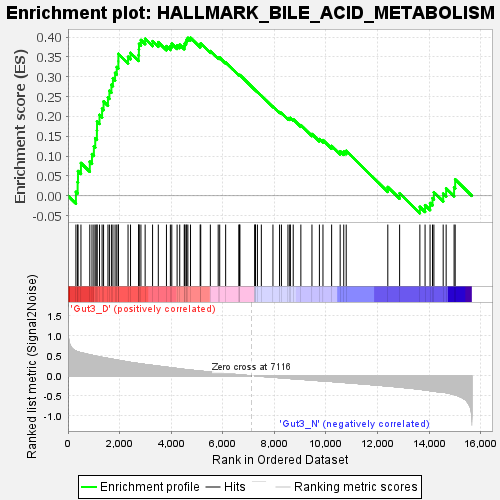 Enrichment plot: HALLMARK_BILE_ACID_METABOLISM
Enrichment score (ES)
0.40
0.35
0.30
0.25
0.20
0.15
0.10
0.05
0.00
-0.05
'Gut3_D' (positively correlated)
Ranked list metric (Signal2Noise)
1.5
1.0
0.5
0.0
-0.5
-1.0
Zero cross at 7116
'Gut3_N' (negatively correlated)
0 2,000 4,000 6,000 8,000 10,000 12,000 14,000 16,000
Rank in Ordered Dataset
Enrichment profile Hits Ranking metric scores